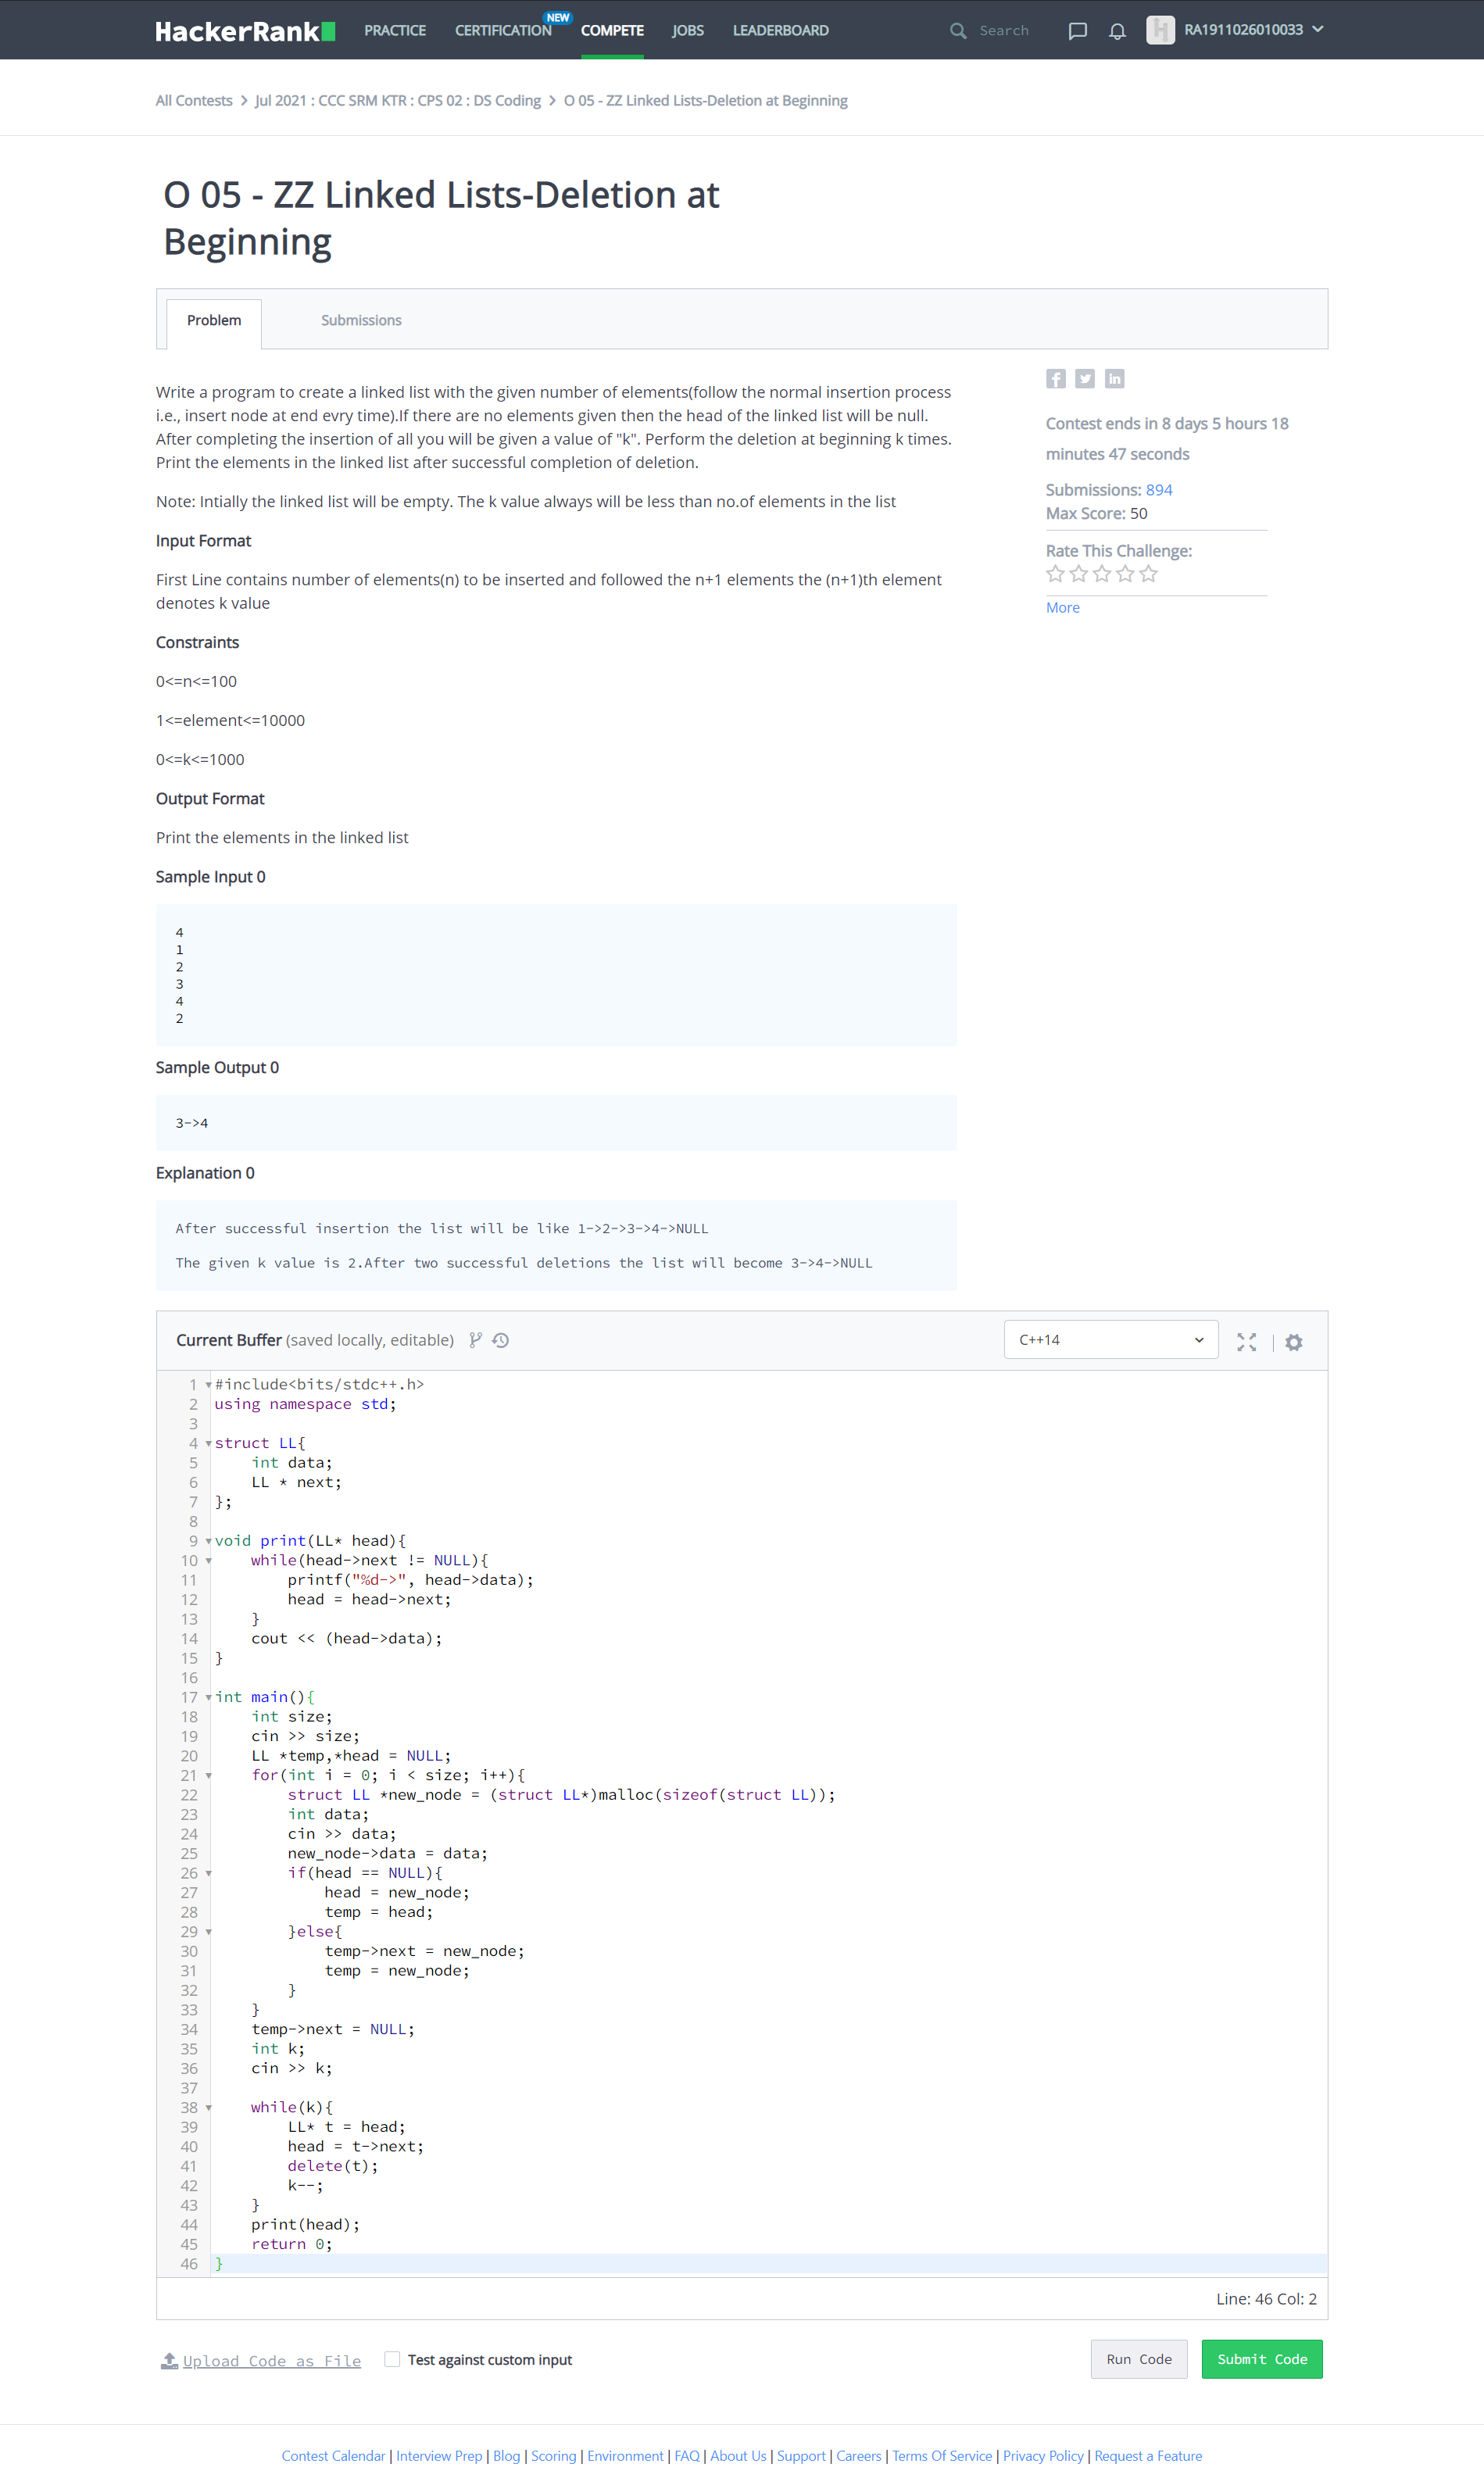 HackerRank PRACTICE CERTIFICATION NEW COMPETE JOBS LEADERBOARD Search RA1911026010033
All Contests > Jul 2021 : CCC SRM KTR : CPS 02 : DS Coding > O 05 - ZZ Linked Lists-Deletion at Beginning
O 05 - ZZ Linked Lists-Deletion at
Beginning
Problem Submissions
Write a program to create a linked list with the given number of elements(follow the normal insertion process
i.e., insert node at end evry time).If there are no elements given then the head of the linked list will be null.
After completing the insertion of all you will be given a value of "k". Perform the deletion at beginning k times.
Print the elements in the linked list after successful completion of deletion.
Note: Intially the linked list will be empty. The k value always will be less than no.of elements in the list
Input Format
First Line contains number of elements(n) to be inserted and followed the n+1 elements the (n+1)th element
denotes k value
Constraints
0<=n<=100
1<=element<=10000
0<=k<=1000
Output Format
Print the elements in the linked list
Sample Input 0
4
1
2
3
4
2
Sample Output 0
3->4
Explanation 0
After successful insertion the list will be like 1->2->3->4->NULL
The given k value is 2.After two successful deletions the list will become 3->4->NULL
Contest ends in 8 days 5 hours 18
minutes 47 seconds
Submissions: 894
Max Score: 50
Rate This Challenge:
More
Current Buffer (saved locally, editable) C++14
1 #include<bits/stdc++.h>
2 using namespace std;
3
4 struct LL{
5     int data;
6     LL * next;
7 };
8
9 void print(LL* head){
10     while(head->next != NULL){
11         printf("%d->", head->data);
12         head = head->next;
13     }
14     cout << (head->data);
15 }
16
17 int main(){
18     int size;
19     cin >> size;
20     LL *temp,*head = NULL;
21     for(int i = 0; i < size; i++){
22         struct LL *new_node = (struct LL*)malloc(sizeof(struct LL));
23         int data;
24         cin >> data;
25         new_node->data = data;
26         if(head == NULL){
27             head = new_node;
28             temp = head;
29         }else{
30             temp->next = new_node;
31             temp = new_node;
32         }
33     }
34     temp->next = NULL;
35     int k;
36     cin >> k;
37
38     while(k){
39         LL* t = head;
40         head = t->next;
41         delete(t);
42         k--;
43     }
44     print(head);
45     return 0;
46 }
Line: 46 Col: 2
Upload Code as File Test against custom input Run Code Submit Code
Contest Calendar | Interview Prep | Blog | Scoring | Environment | FAQ | About Us | Support | Careers | Terms Of Service | Privacy Policy | Request a Feature